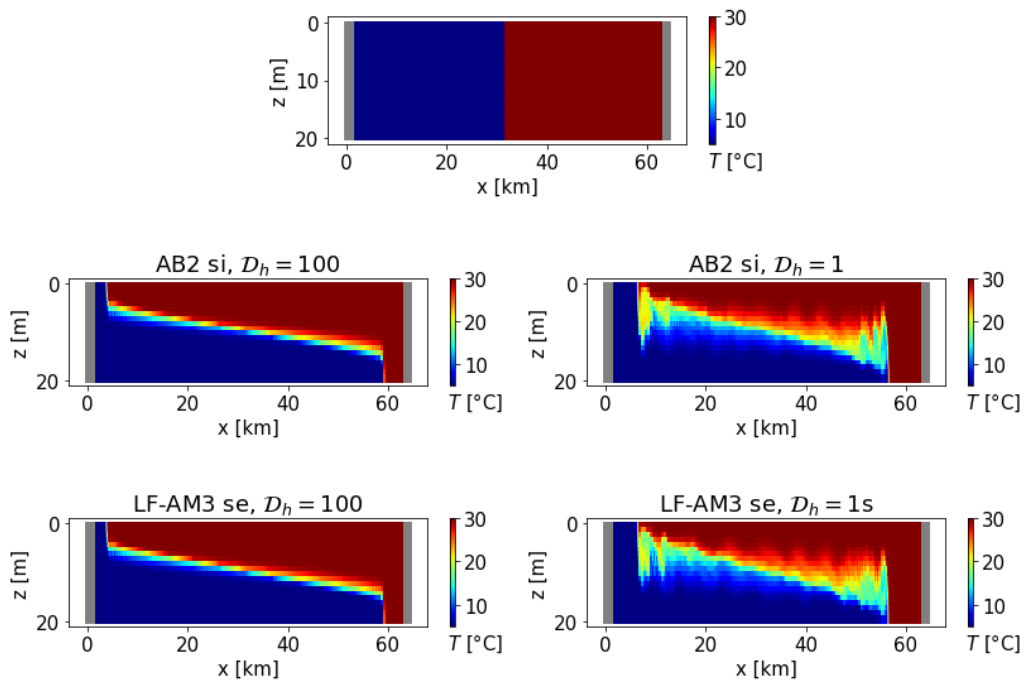 0
10
20
z [m]
0 20 40 60
x [km]
30
20
10
T [°C]
AB2 si, 𝒟ₕ = 100
0
20
z [m]
0 20 40 60
x [km]
30
20
10
T [°C]
AB2 si, 𝒟ₕ = 1
0
20
z [m]
0 20 40 60
x [km]
30
20
10
T [°C]
LF-AM3 se, 𝒟ₕ = 100
0
20
z [m]
0 20 40 60
x [km]
30
20
10
T [°C]
LF-AM3 se, 𝒟ₕ = 1s
0
20
z [m]
0 20 40 60
x [km]
30
20
10
T [°C]